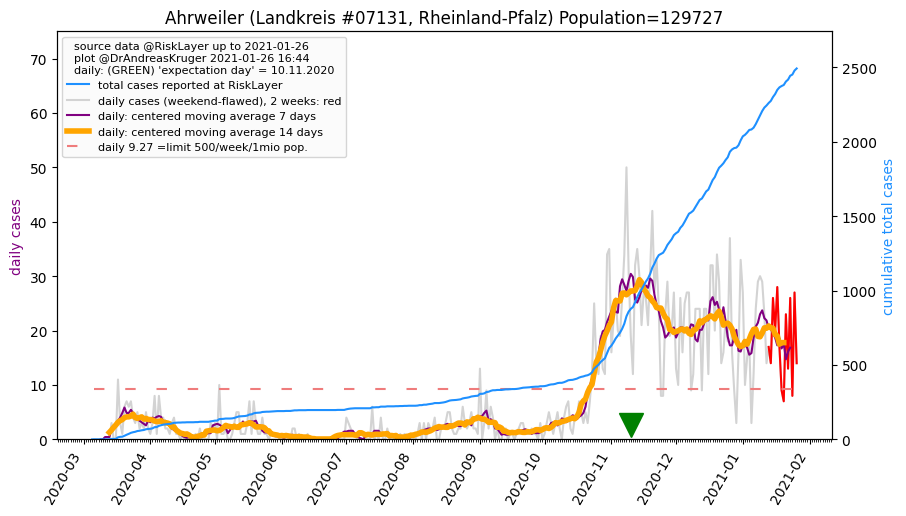 Ahrweiler (Landkreis #07131, Rheinland-Pfalz) Population=129727
source data @RiskLayer up to 2021-01-26
plot @DrAndreasKruger 2021-01-26 16:44
daily: (GREEN) 'expectation day' = 10.11.2020
total cases reported at RiskLayer
daily cases (weekend-flawed), 2 weeks: red
daily: centered moving average 7 days
daily: centered moving average 14 days
daily 9.27 =limit 500/week/1mio pop.
daily cases
70
60
50
40
30
20
10
0
cumulative total cases
2500
2000
1500
1000
500
0
2020-03
2020-04
2020-05
2020-06
2020-07
2020-08
2020-09
2020-10
2020-11
2020-12
2021-01
2021-02